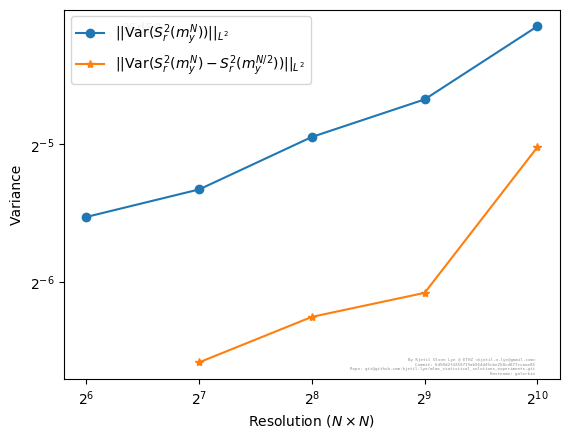 ||Var(S_r^2(m_y^N))||_{L^2}
||Var(S_r^2(m_y^N) − S_r^2(m_y^{N/2}))||_{L^2}
Variance
2^{-5}
2^{-6}
2^6 2^7 2^8 2^9 2^{10}
Resolution (N × N)